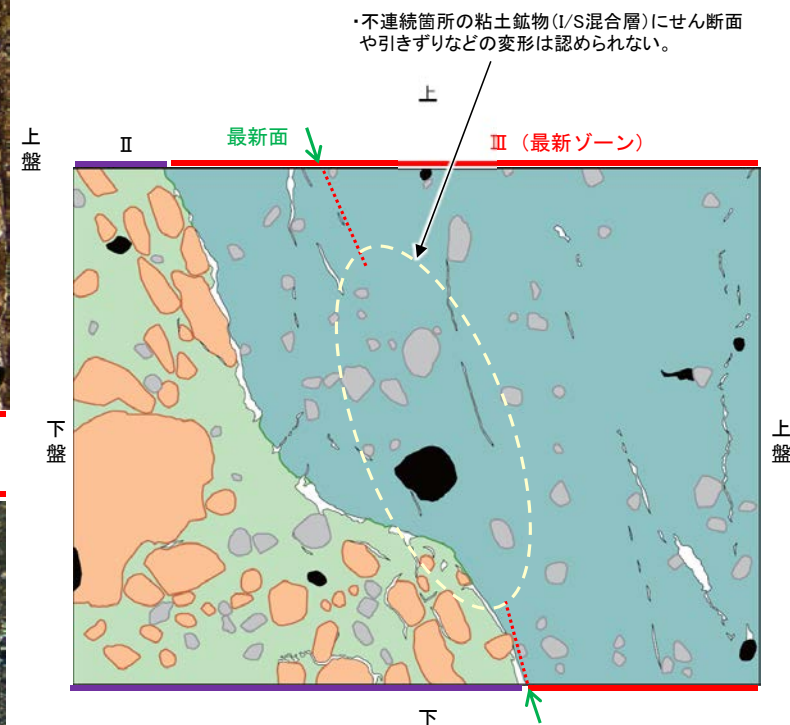 ・不連続箇所の粘土鉱物(I/S混合層)にせん断面
や引きずりなどの変形は認められない。
上
上盤
Ⅱ
最新面
Ⅲ（最新ゾーン）
下盤
上盤
下